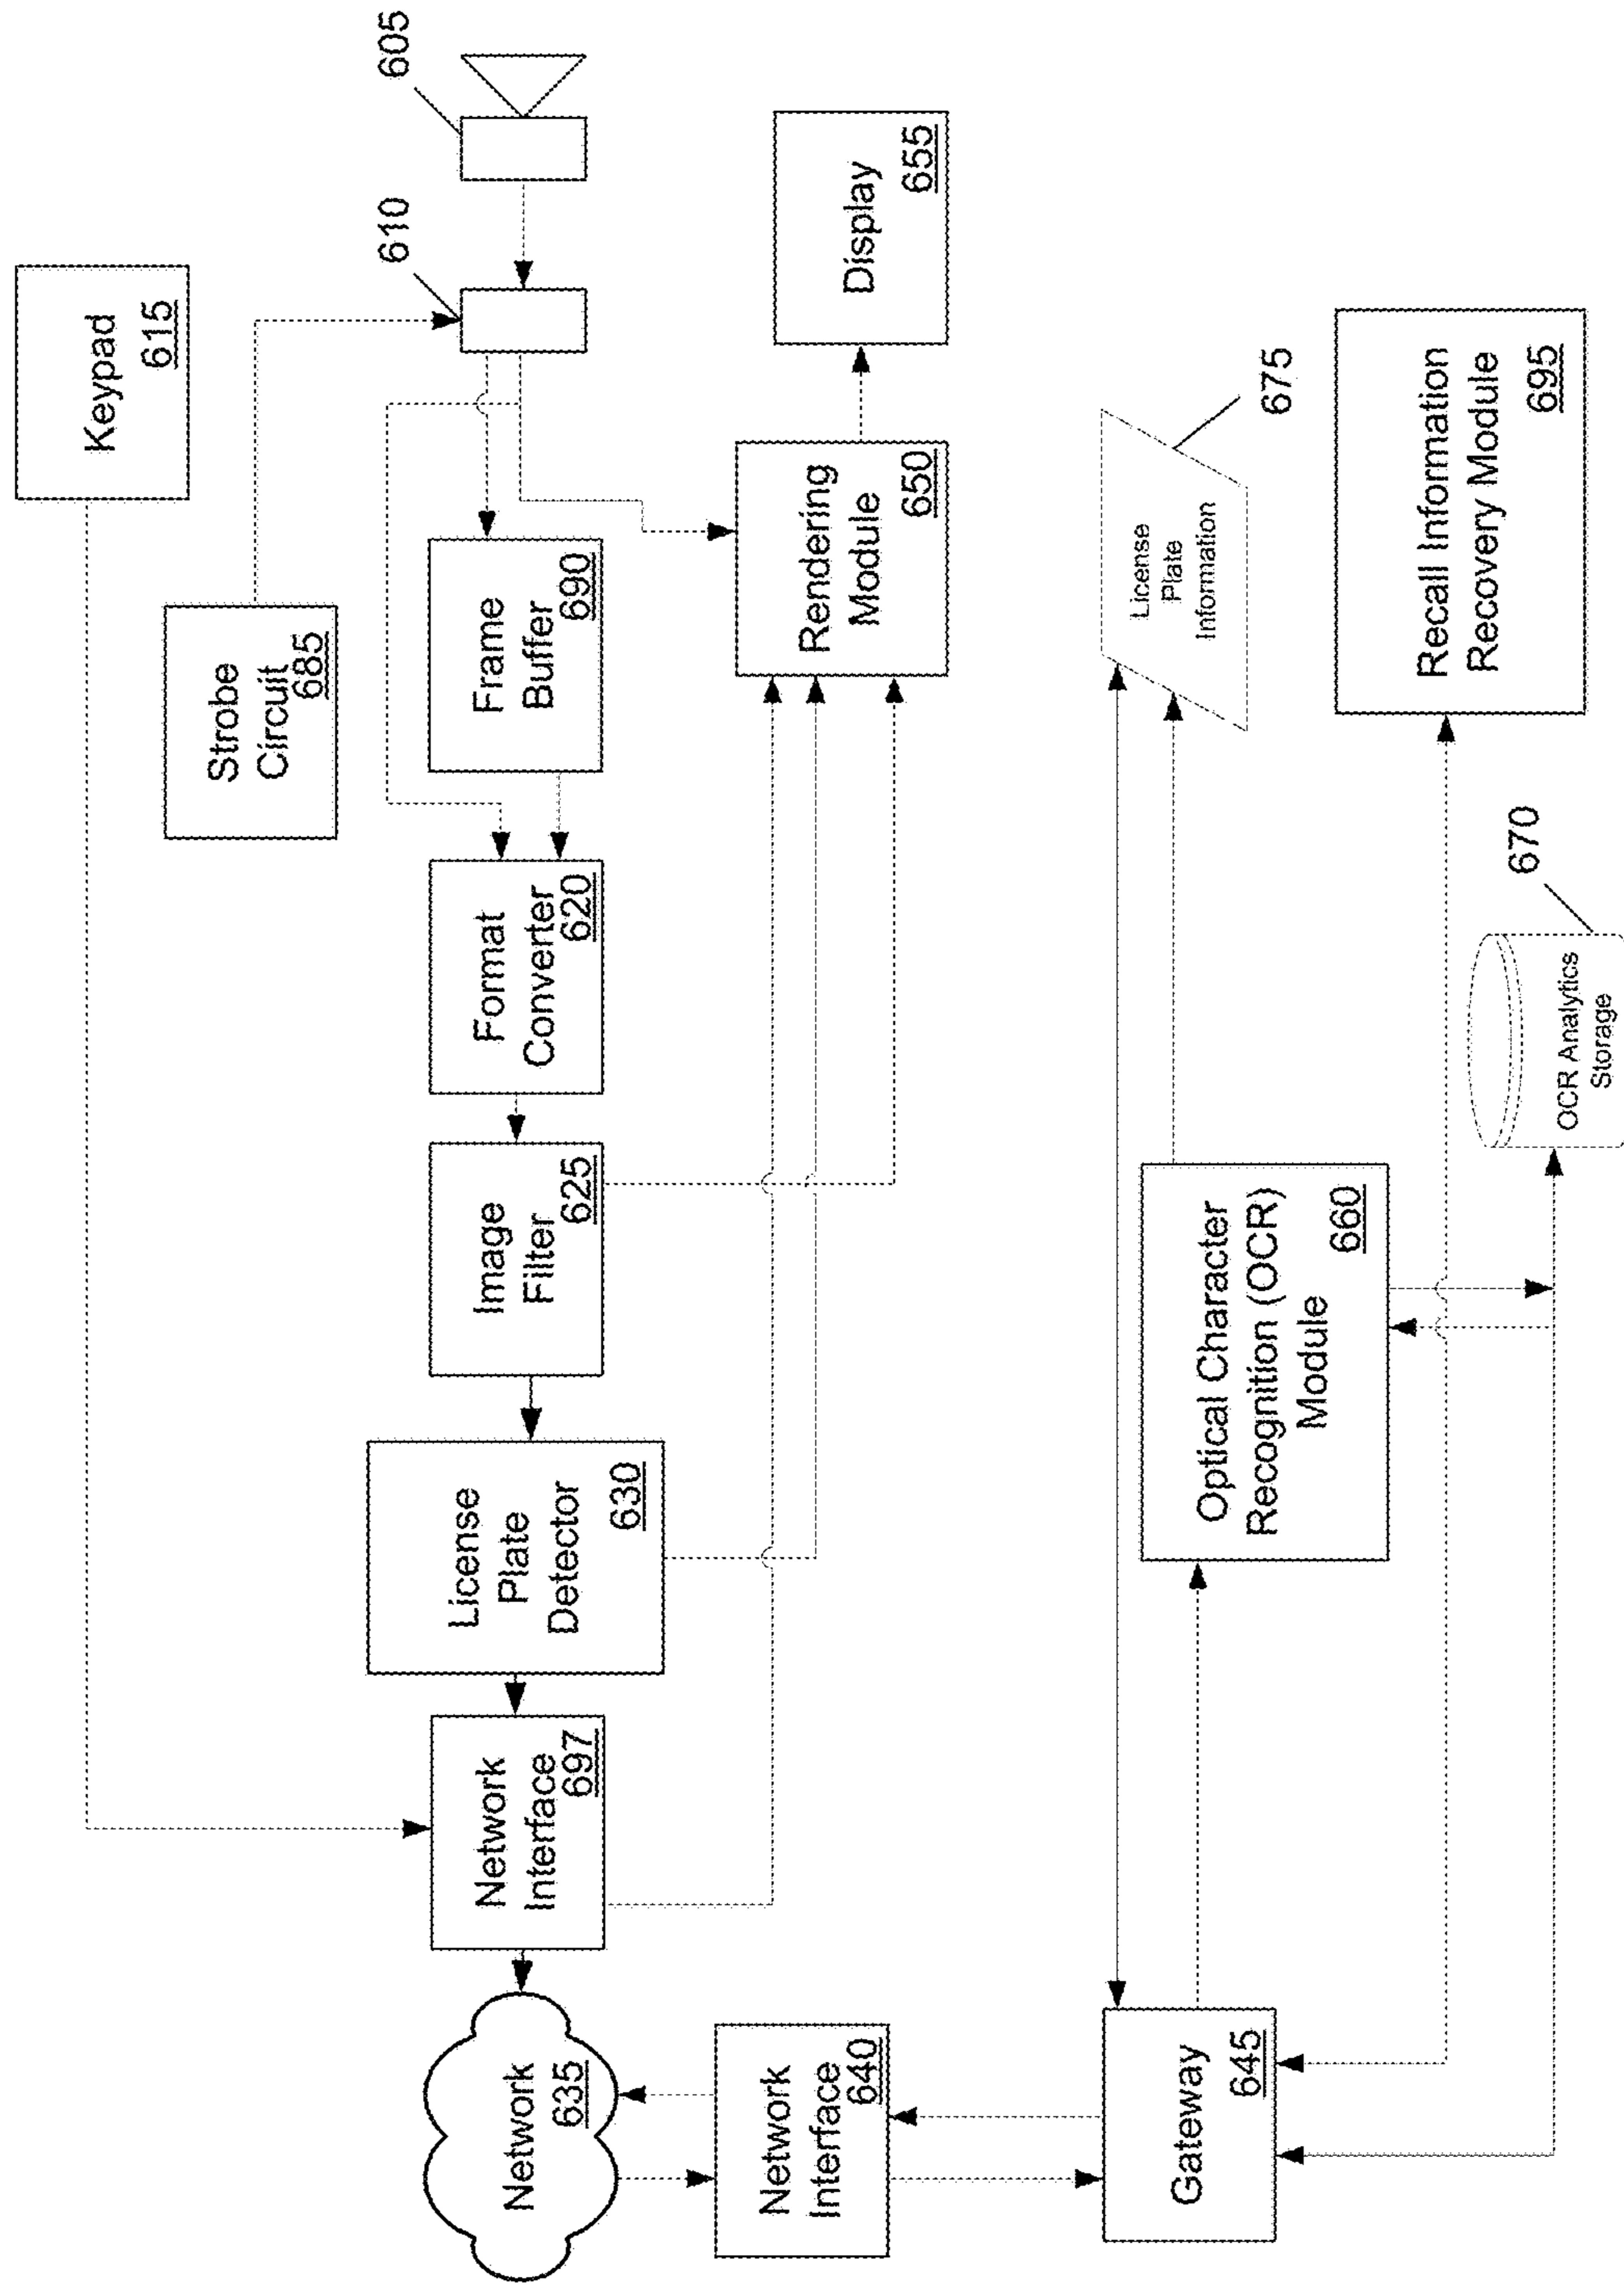 Keypad
615
Strobe
Circuit
685
605
610
Network
635
Network
Interface
697
License
Plate
Detector
630
Image
Filter
625
Format
Converter
620
Frame
Buffer
690
Network
Interface
640
Rendering
Module
650
Display
655
Gateway
645
Optical Character
Recognition (OCR)
Module
660
License
Plate
Information
675
Recall Information
Recovery Module
695
OCR Analytics
Storage
670